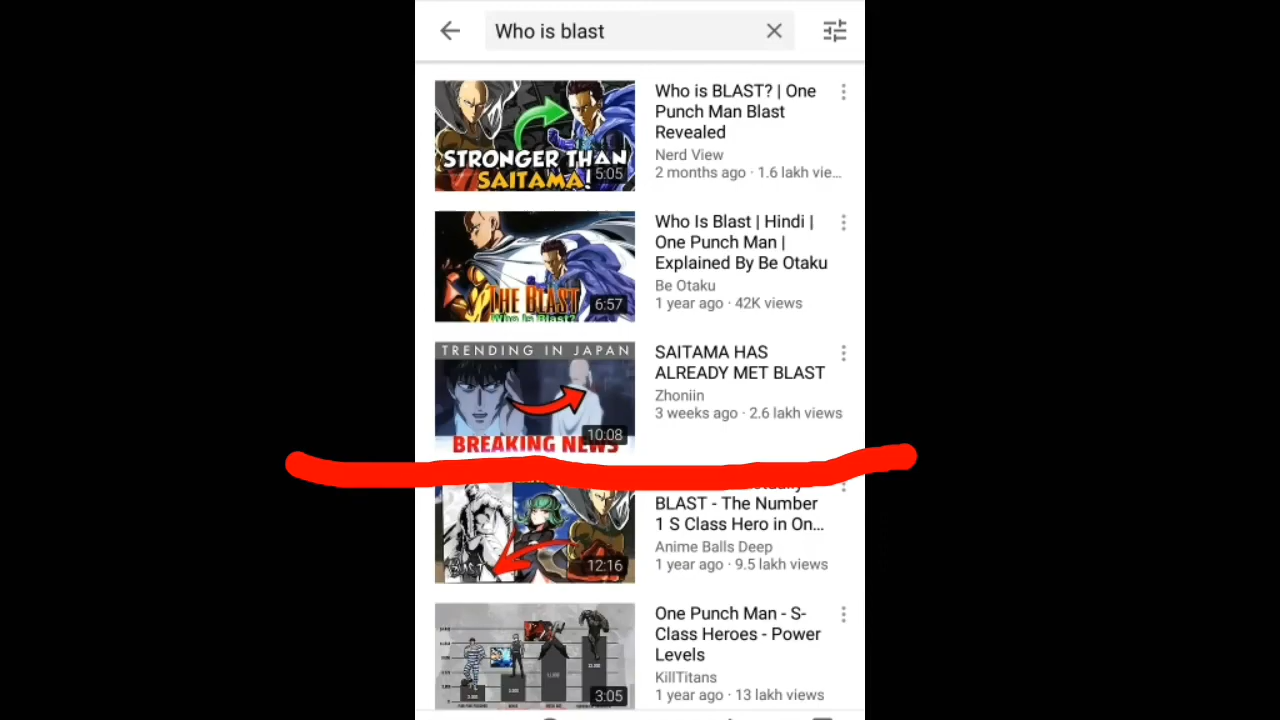 Who is blast
STRONGER THAN
SAITAMA!
5:05
Who is BLAST? | One
Punch Man Blast
Revealed
Nerd View
2 months ago · 1.6 lakh vie...
THE BLAST
Who Is Blast?
6:57
Who Is Blast | Hindi |
One Punch Man |
Explained By Be Otaku
Be Otaku
1 year ago · 42K views
TRENDING IN JAPAN
BREAKING NEWS
10:08
SAITAMA HAS
ALREADY MET BLAST
Zhoniin
3 weeks ago · 2.6 lakh views
BLAST
12:16
BLAST - The Number
1 S Class Hero in On...
Anime Balls Deep
1 year ago · 9.5 lakh views
3:05
One Punch Man - S-
Class Heroes - Power
Levels
KillTitans
1 year ago · 13 lakh views